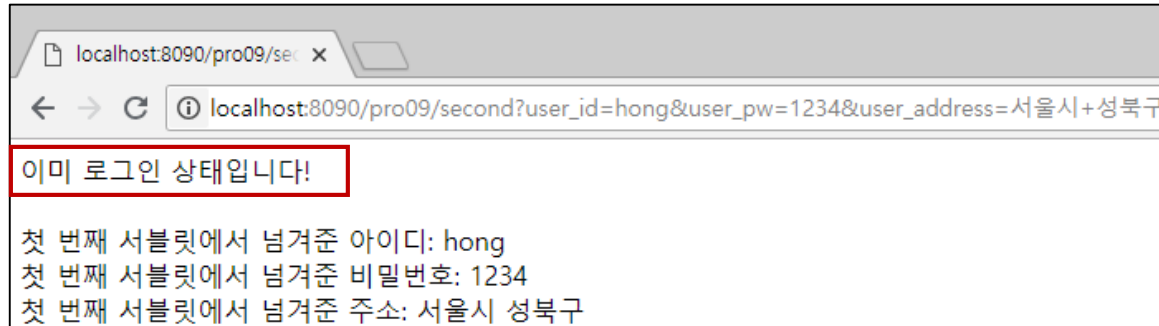 localhost:8090/pro09/sec
localhost:8090/pro09/second?user_id=hong&user_pw=1234&user_address=서울시+성북구
이미 로그인 상태입니다!
첫 번째 서블릿에서 넘겨준 아이디: hong
첫 번째 서블릿에서 넘겨준 비밀번호: 1234
첫 번째 서블릿에서 넘겨준 주소: 서울시 성북구